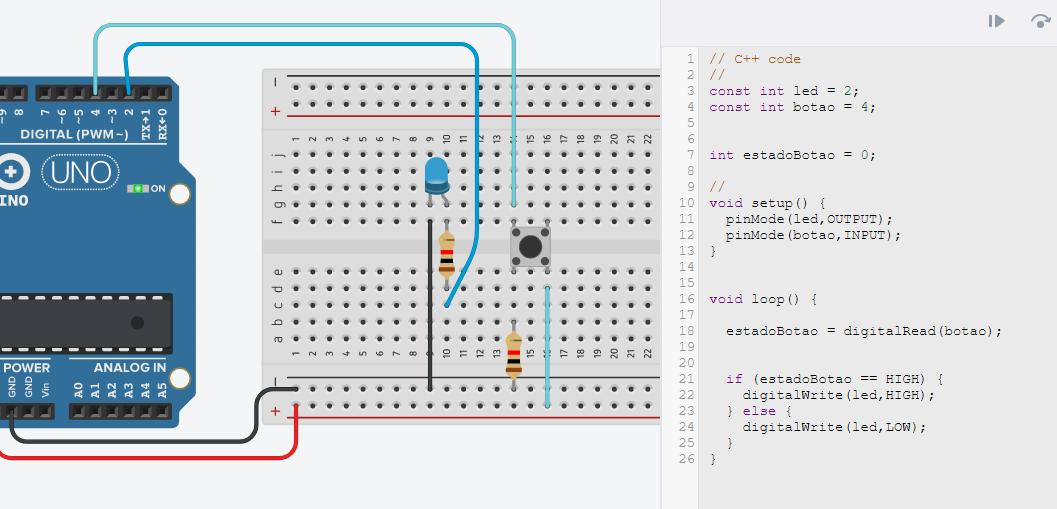 ~9
8
7
~6
~5
4
~3
2
TX→1
RX←0
DIGITAL (PWM~)
UNO
ON
INO
POWER
ANALOG IN
GND
GND
Vin
A0
A1
A2
A3
A4
A5
−
+
1 2 3 4 5 6 7 8 9 10 11 12 13 15 16 17 18 19 20 21 22
j
i
h
g
f
e
d
c
b
a
1 2 3 4 5 6 7 8 9 10 11 12 13 15 16 17 18 19 20 21 22
−
+
1 // C++ code
2 //
3 const int led = 2;
4 const int botao = 4;
5
6
7 int estadoBotao = 0;
8
9 //
10 void setup() {
11 pinMode(led,OUTPUT);
12 pinMode(botao,INPUT);
13 }
14
15
16 void loop() {
17
18 estadoBotao = digitalRead(botao);
19
20
21 if (estadoBotao == HIGH) {
22 digitalWrite(led,HIGH);
23 } else {
24 digitalWrite(led,LOW);
25 }
26 }